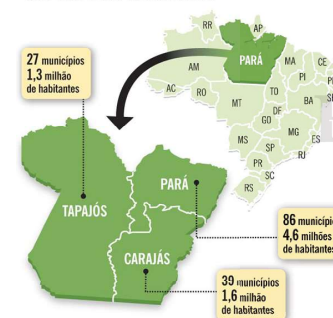 RR
AP
AM
PARÁ
MA
CE
PI
AC
RO
TO
MT
BA
DF
GO
MG
ES
MS
SP
RJ
PR
SC
RS
27 municípios
1,3 milhão
de habitantes
TAPAJÓS
PARÁ
CARAJÁS
86 municípi
4,6 milhões
de habitantes
39 municípios
1,6 milhão
de habitantes